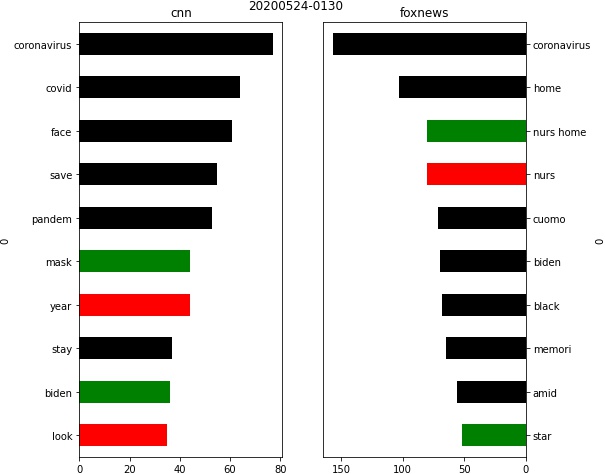 20200524-0130
cnn
foxnews
coronavirus
covid
face
save
pandem
mask
year
stay
biden
look
0
0 20 40 60 80
coronavirus
home
nurs home
nurs
cuomo
biden
black
memori
amid
star
0
150 100 50 0